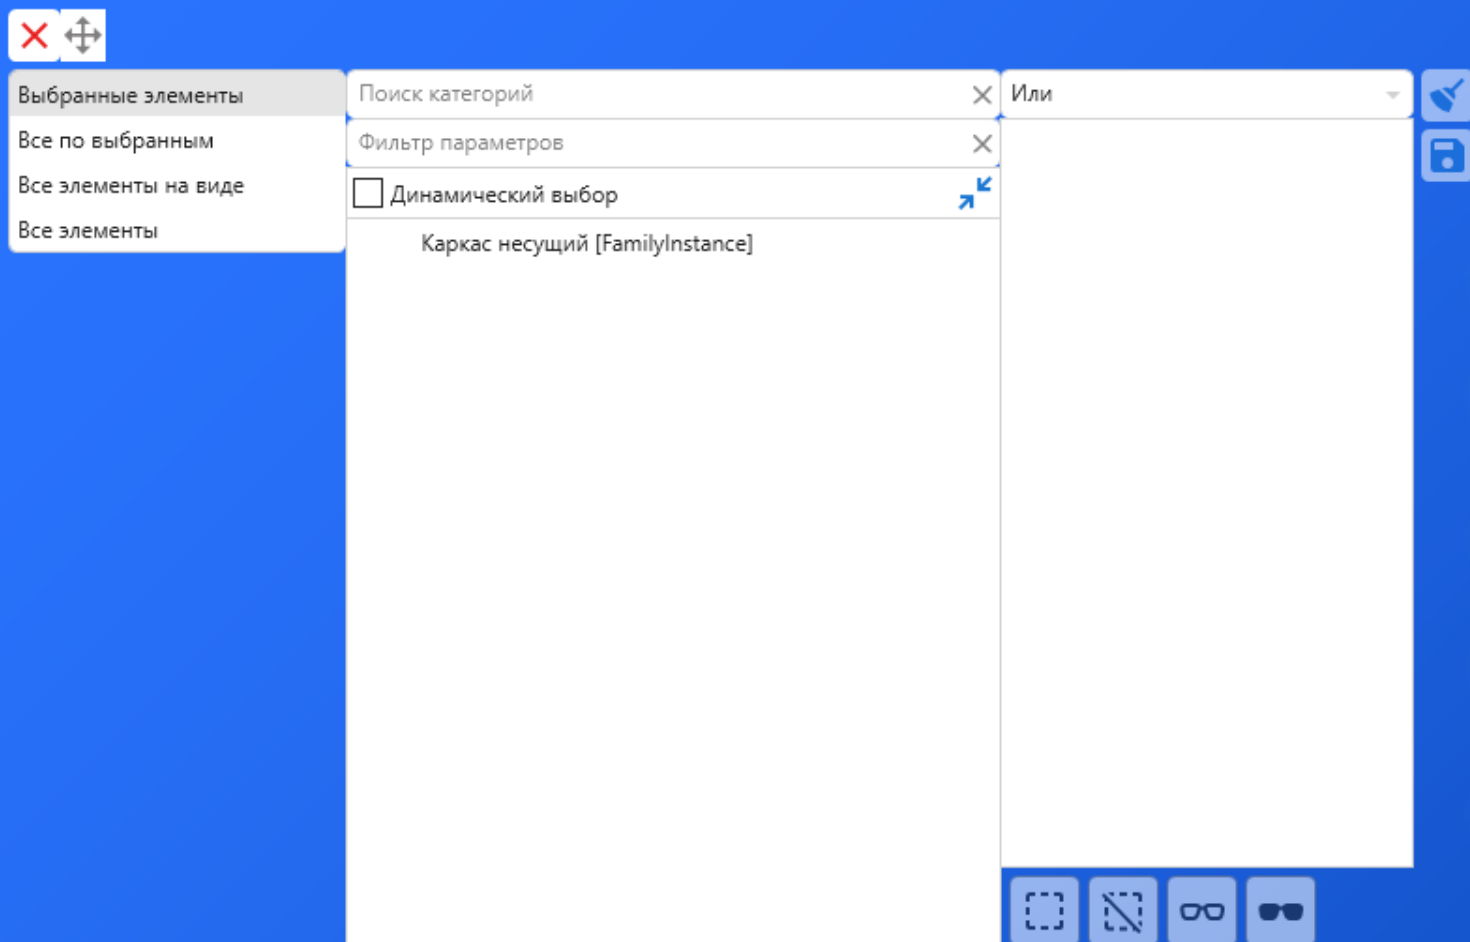 Выбранные элементы
Все по выбранным
Все элементы на виде
Все элементы
Поиск категорий
Фильтр параметров
Динамический выбор
Каркас несущий [FamilyInstance]
Или